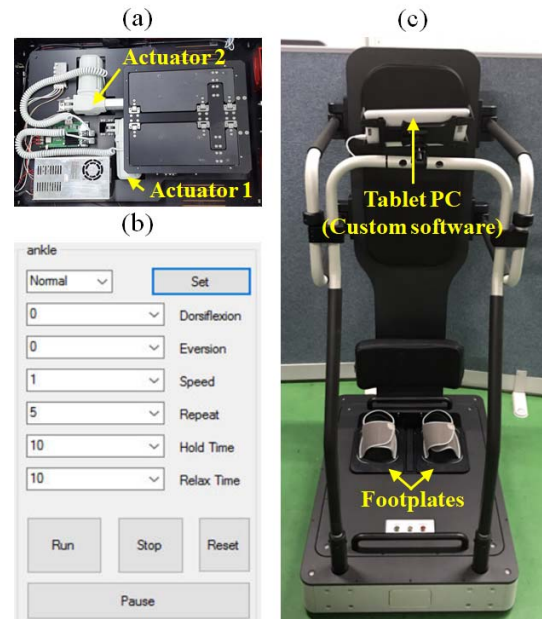 (a)
Actuator 2
Actuator 1
(b)
ankle
Normal
Set
0
Dorsiflexion
0
Eversion
1
Speed
5
Repeat
10
Hold Time
10
Relax Time
Run
Stop
Reset
Pause
(c)
Tablet PC
(Custom software)
Footplates